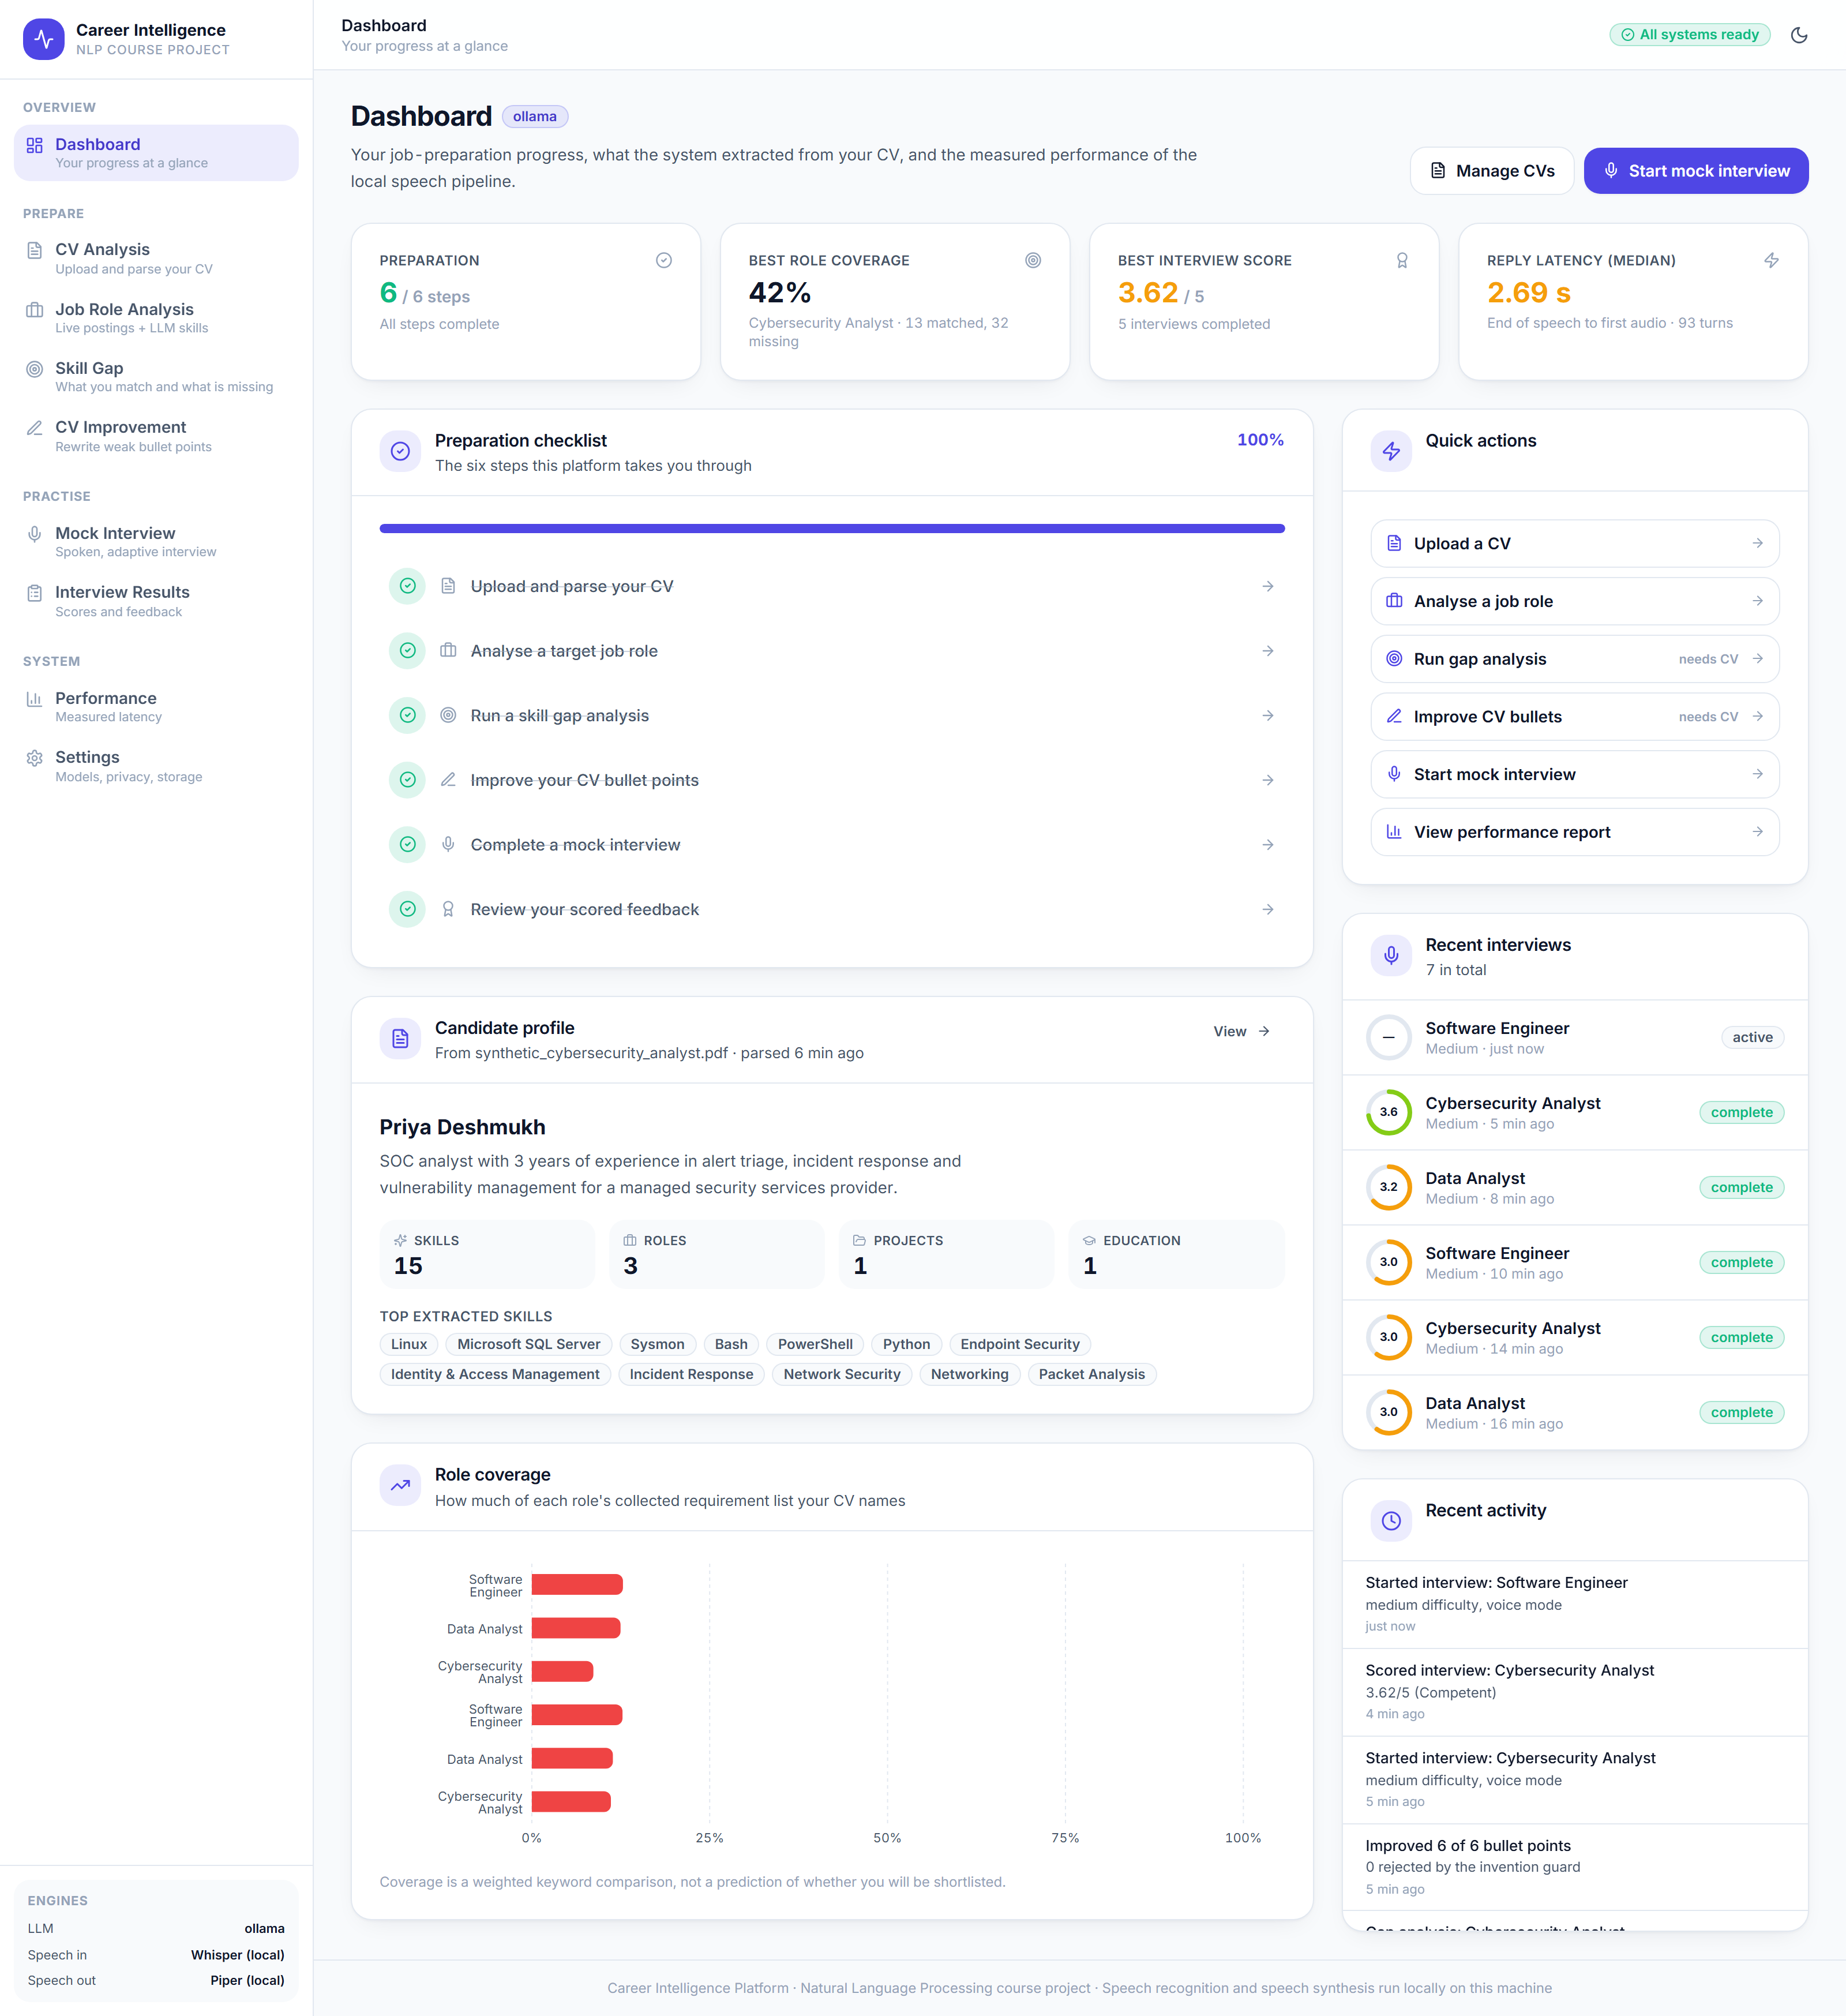 Career Intelligence
NLP COURSE PROJECT
OVERVIEW
Dashboard
Your progress at a glance
PREPARE
CV Analysis
Upload and parse your CV
Job Role Analysis
Live postings + LLM skills
Skill Gap
What you match and what is missing
CV Improvement
Rewrite weak bullet points
PRACTISE
Mock Interview
Spoken, adaptive interview
Interview Results
Scores and feedback
SYSTEM
Performance
Measured latency
Settings
Models, privacy, storage
ENGINES
LLM ollama
Speech in Whisper (local)
Speech out Piper (local)
Dashboard
Your progress at a glance
All systems ready
Dashboard ollama
Your job-preparation progress, what the system extracted from your CV, and the measured performance of the
local speech pipeline.
Manage CVs
Start mock interview
PREPARATION
6 / 6 steps
All steps complete
BEST ROLE COVERAGE
42%
Cybersecurity Analyst · 13 matched, 32
missing
BEST INTERVIEW SCORE
3.62 / 5
5 interviews completed
REPLY LATENCY (MEDIAN)
2.69 s
End of speech to first audio · 93 turns
Preparation checklist
The six steps this platform takes you through
100%
Upload and parse your CV
Analyse a target job role
Run a skill gap analysis
Improve your CV bullet points
Complete a mock interview
Review your scored feedback
Candidate profile
From synthetic_cybersecurity_analyst.pdf · parsed 6 min ago
View
Priya Deshmukh
SOC analyst with 3 years of experience in alert triage, incident response and
vulnerability management for a managed security services provider.
SKILLS
15
ROLES
3
PROJECTS
1
EDUCATION
1
TOP EXTRACTED SKILLS
Linux Microsoft SQL Server Sysmon Bash PowerShell Python Endpoint Security
Identity & Access Management Incident Response Network Security Networking Packet Analysis
Role coverage
How much of each role's collected requirement list your CV names
Software
Engineer
Data Analyst
Cybersecurity
Analyst
Software
Engineer
Data Analyst
Cybersecurity
Analyst
0% 25% 50% 75% 100%
Coverage is a weighted keyword comparison, not a prediction of whether you will be shortlisted.
Quick actions
Upload a CV
Analyse a job role
Run gap analysis needs CV
Improve CV bullets needs CV
Start mock interview
View performance report
Recent interviews
7 in total
Software Engineer
Medium · just now
active
3.6
Cybersecurity Analyst
Medium · 5 min ago
complete
3.2
Data Analyst
Medium · 8 min ago
complete
3.0
Software Engineer
Medium · 10 min ago
complete
3.0
Cybersecurity Analyst
Medium · 14 min ago
complete
3.0
Data Analyst
Medium · 16 min ago
complete
Recent activity
Started interview: Software Engineer
medium difficulty, voice mode
just now
Scored interview: Cybersecurity Analyst
3.62/5 (Competent)
4 min ago
Started interview: Cybersecurity Analyst
medium difficulty, voice mode
5 min ago
Improved 6 of 6 bullet points
0 rejected by the invention guard
5 min ago
Gap analysis: Cybersecurity Analyst
Career Intelligence Platform · Natural Language Processing course project · Speech recognition and speech synthesis run locally on this machine